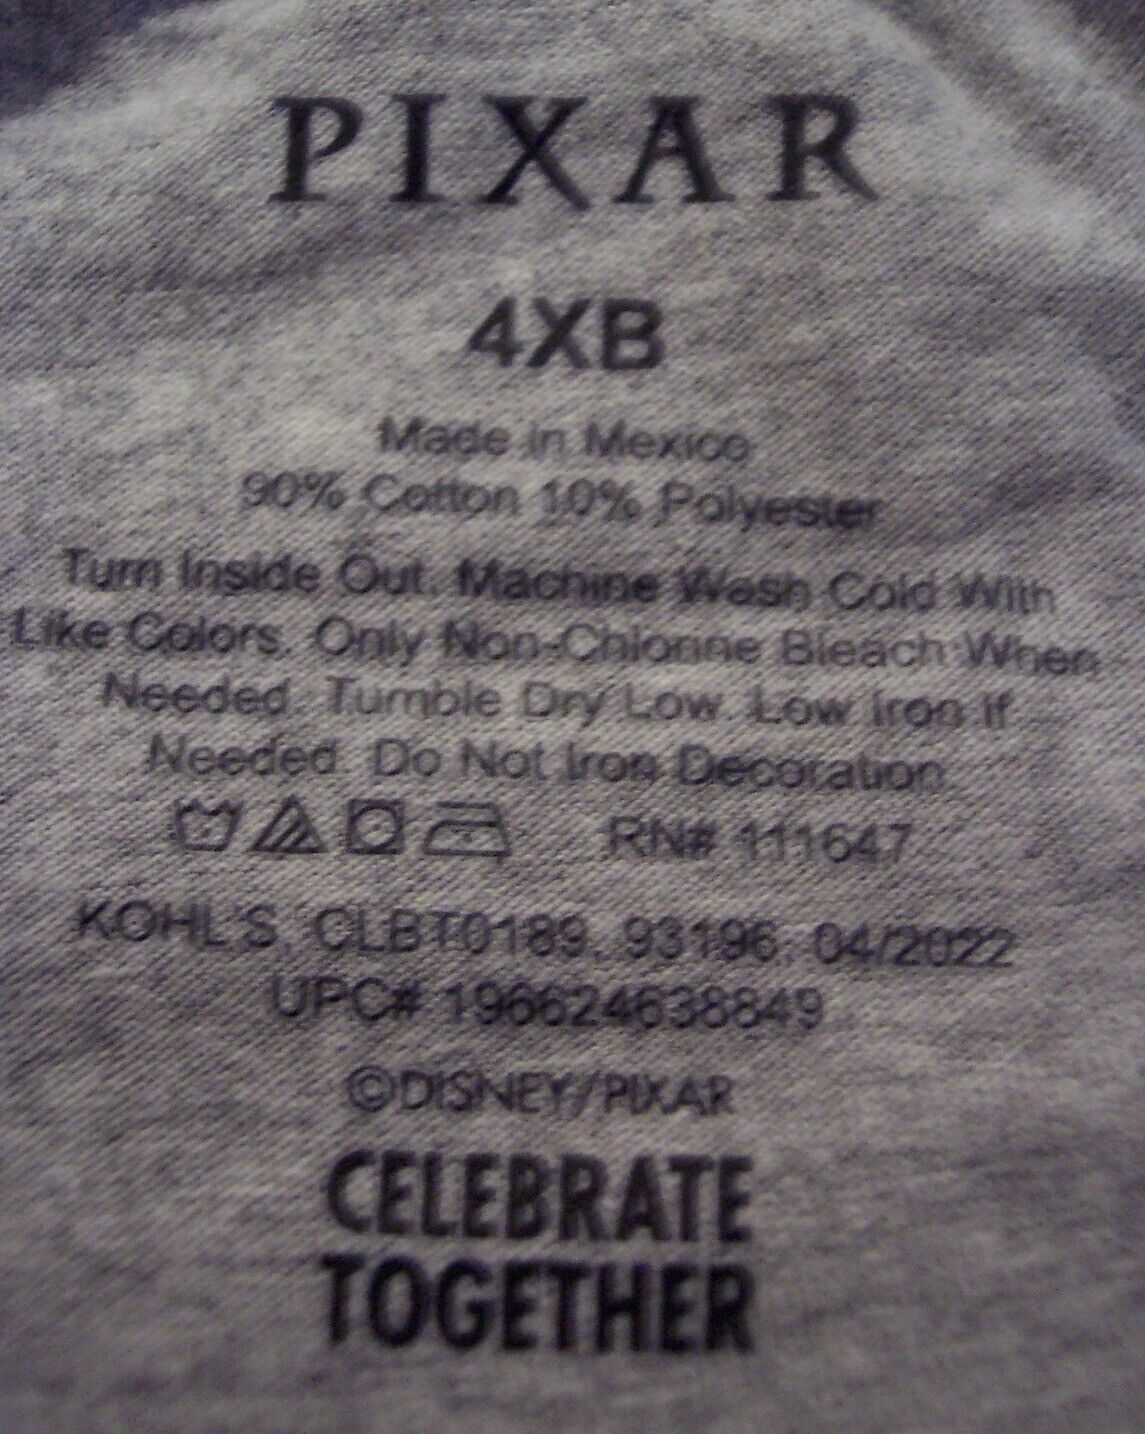 PIXAR
4XB
Made in Mexico
90% Cotton 10% Polyester
Turn Inside Out. Machine Wash Cold With
Like Colors. Only Non-Chlorine Bleach When
Needed. Tumble Dry Low. Low Iron If
Needed. Do Not Iron Decoration
RN# 111647
KOHL'S, CLBT0189, 93196, 04/2022
UPC# 196624638849
©DISNEY/PIXAR
CELEBRATE
TOGETHER